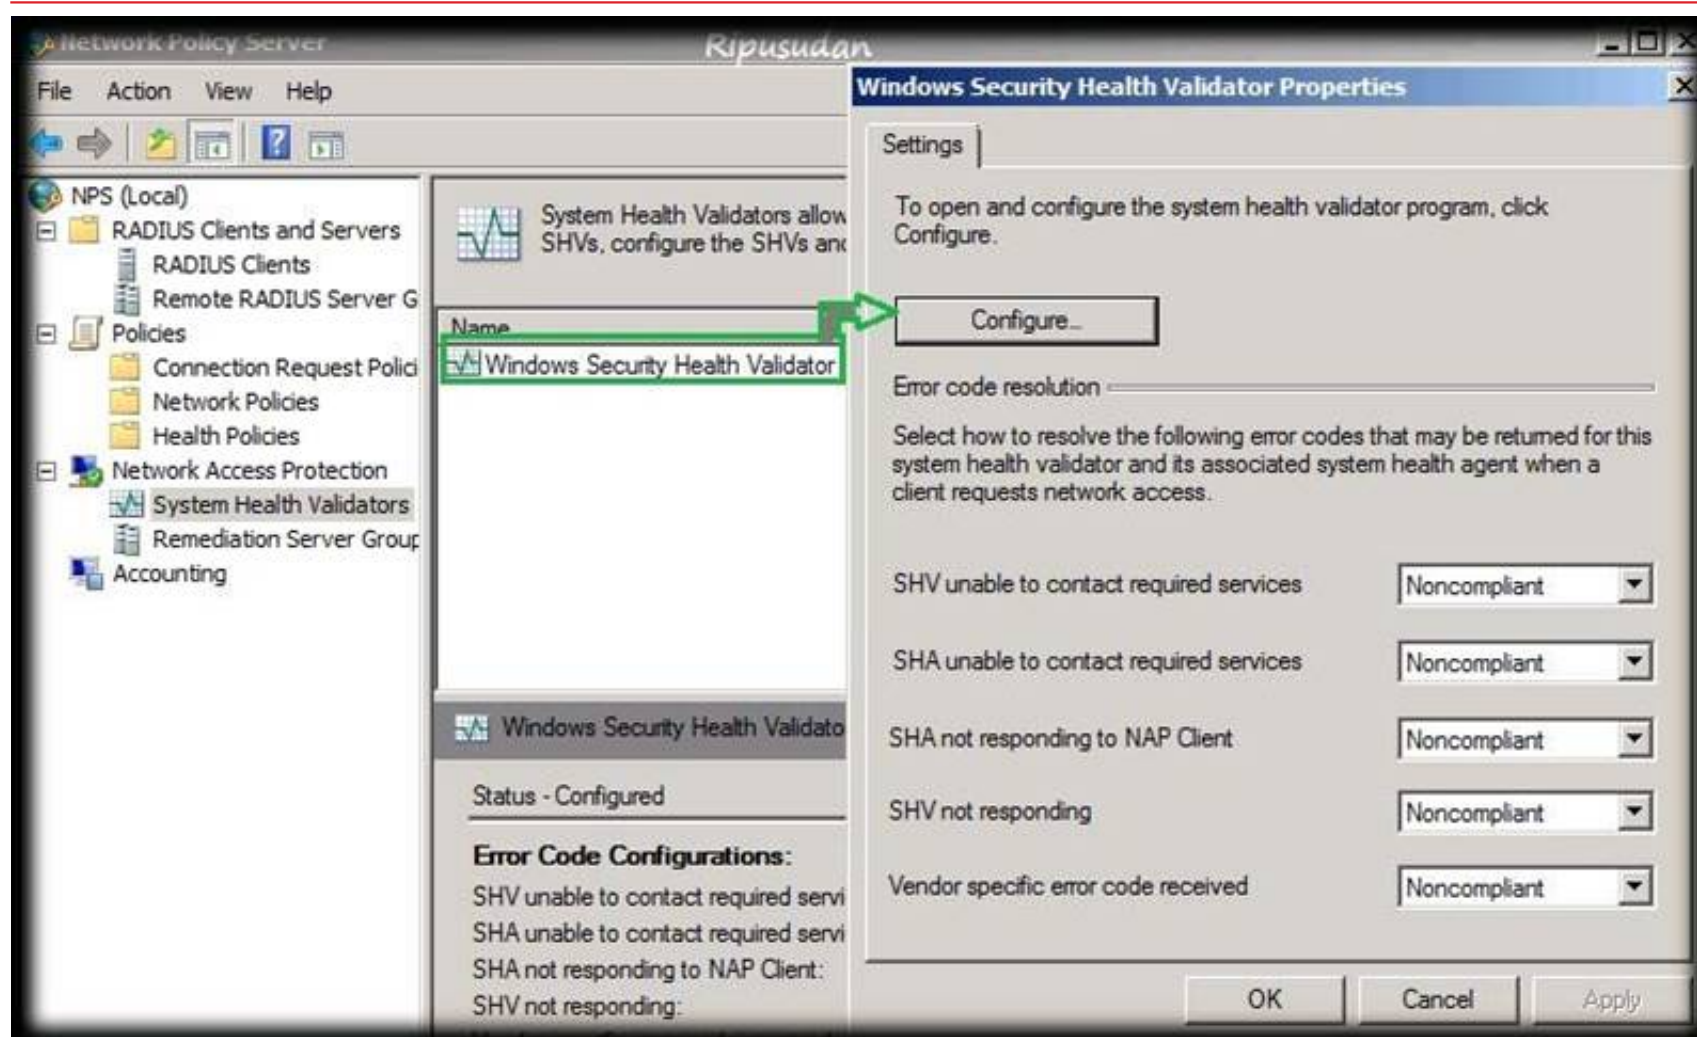 Network Policy Server
Ripusudan
File Action View Help
NPS (Local)
RADIUS Clients and Servers
RADIUS Clients
Remote RADIUS Server G
Policies
Connection Request Polici
Network Policies
Health Policies
Network Access Protection
System Health Validators
Remediation Server Group
Accounting
System Health Validators allow
SHVs, configure the SHVs and
Name
Windows Security Health Validator
Windows Security Health Validato
Status - Configured
Error Code Configurations:
SHV unable to contact required servi
SHA unable to contact required servi
SHA not responding to NAP Client:
SHV not responding:
Windows Security Health Validator Properties
Settings
To open and configure the system health validator program, click
Configure.
Configure...
Error code resolution
Select how to resolve the following error codes that may be returned for this
system health validator and its associated system health agent when a
client requests network access.
SHV unable to contact required services Noncompliant
SHA unable to contact required services Noncompliant
SHA not responding to NAP Client Noncompliant
SHV not responding Noncompliant
Vendor specific error code received Noncompliant
OK Cancel Apply